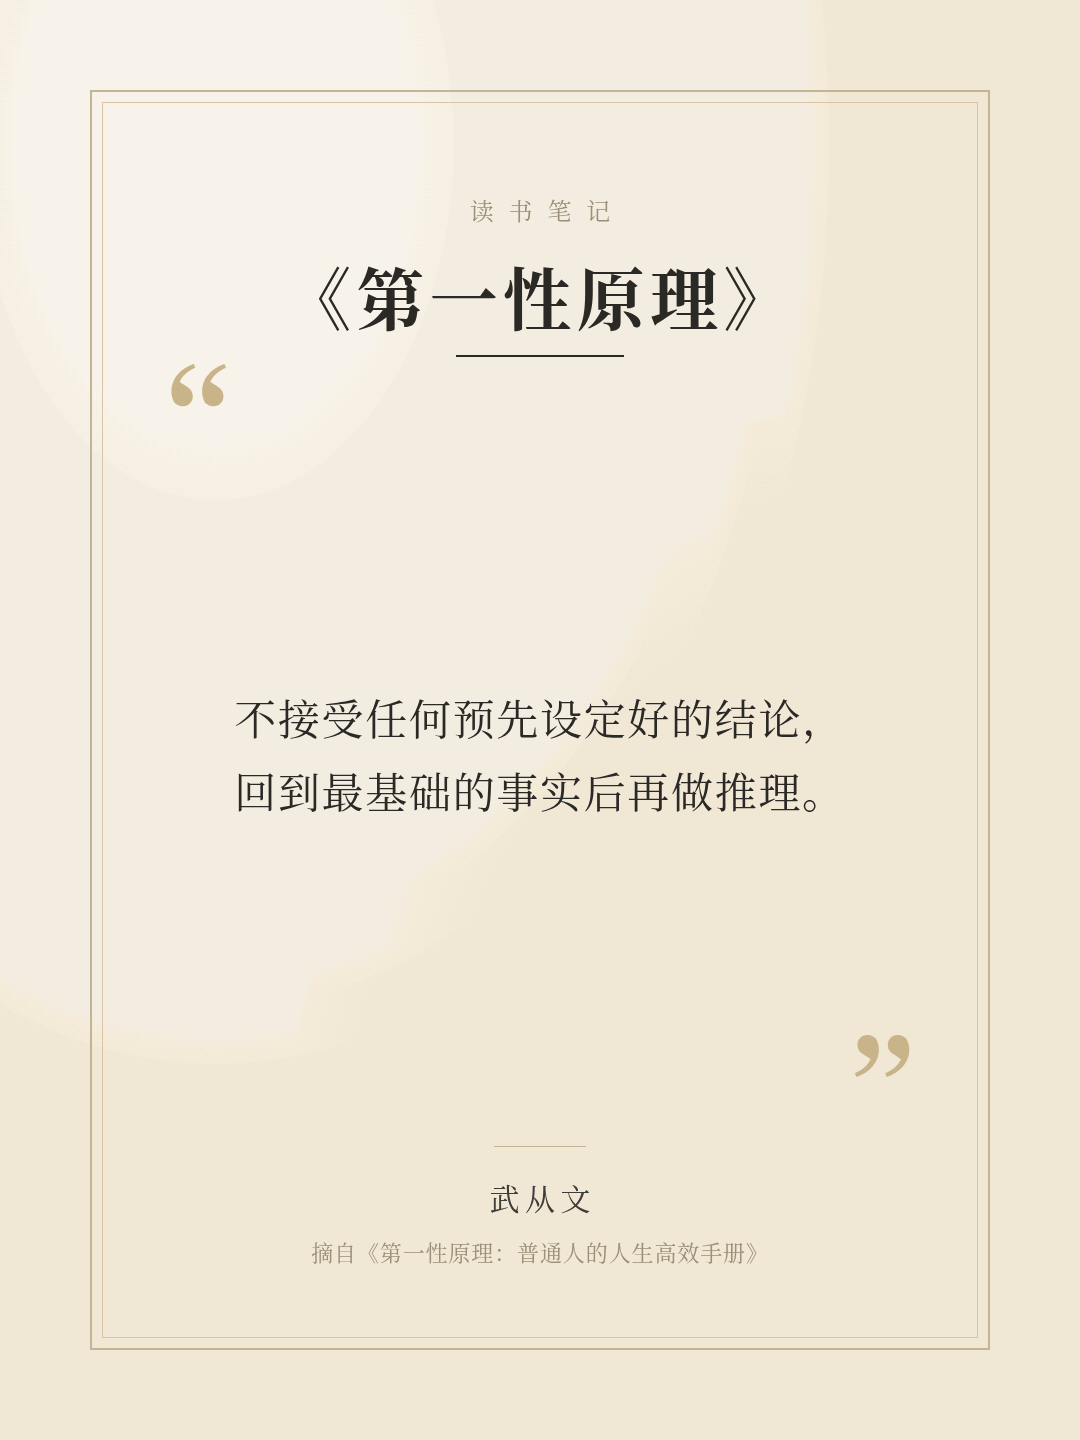 读书笔记
《第一性原理》
“
不接受任何预先设定好的结论，
回到最基础的事实后再做推理。
”
武从文
摘自《第一性原理：普通人的人生高效手册》